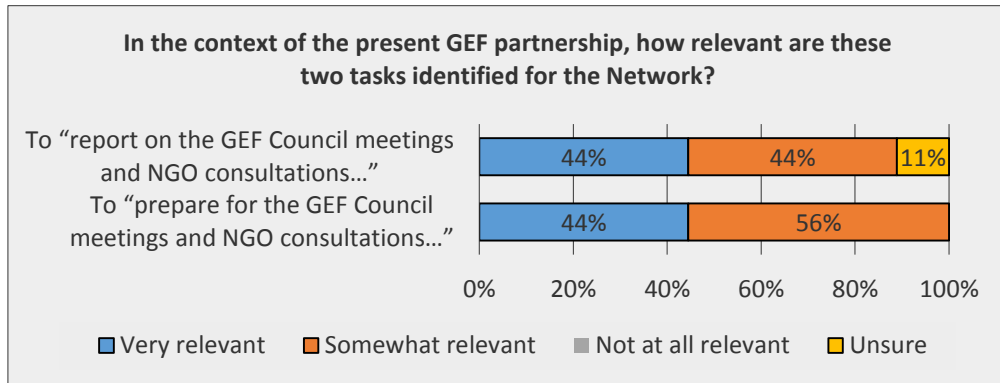 In the context of the present GEF partnership, how relevant are these
two tasks identified for the Network?
To “report on the GEF Council meetings
and NGO consultations…”
44% 44% 11%
To “prepare for the GEF Council
meetings and NGO consultations…”
44% 56%
0% 20% 40% 60% 80% 100%
Very relevant Somewhat relevant Not at all relevant Unsure